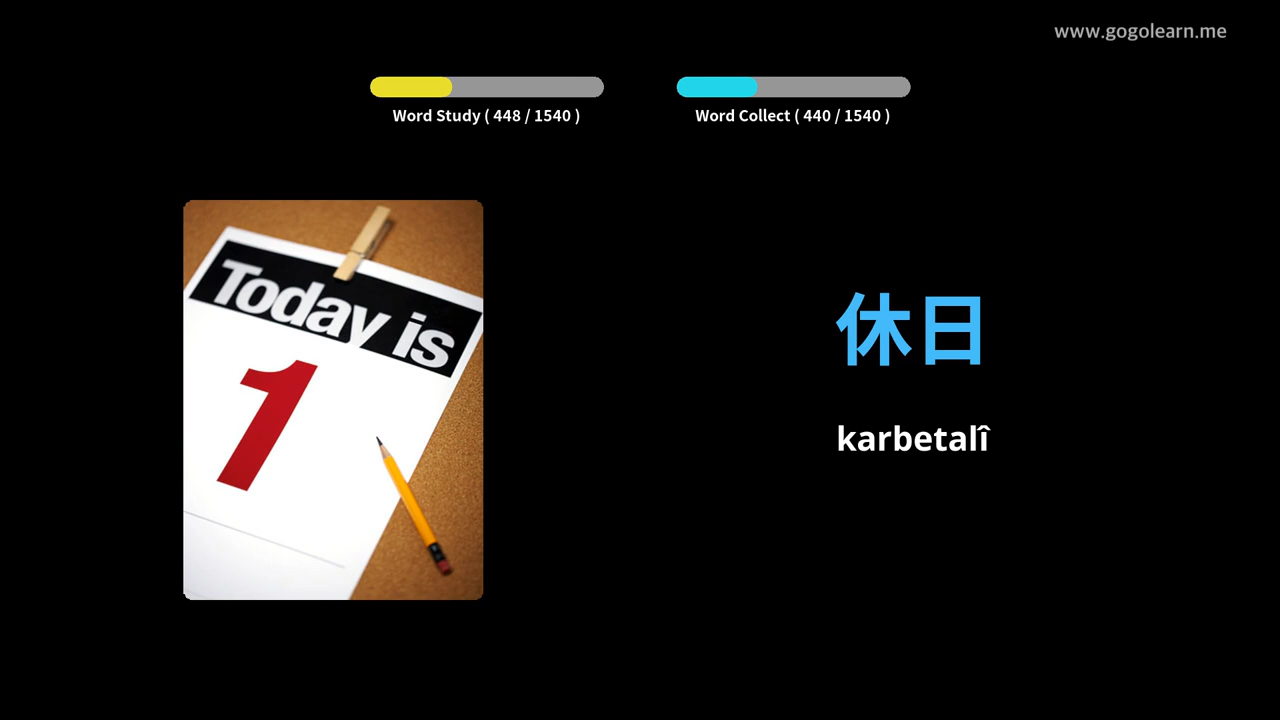 www.gogolearn.me
Word Study ( 448 / 1540 )
Word Collect ( 440 / 1540 )
Today is
1
休日
karbetalî